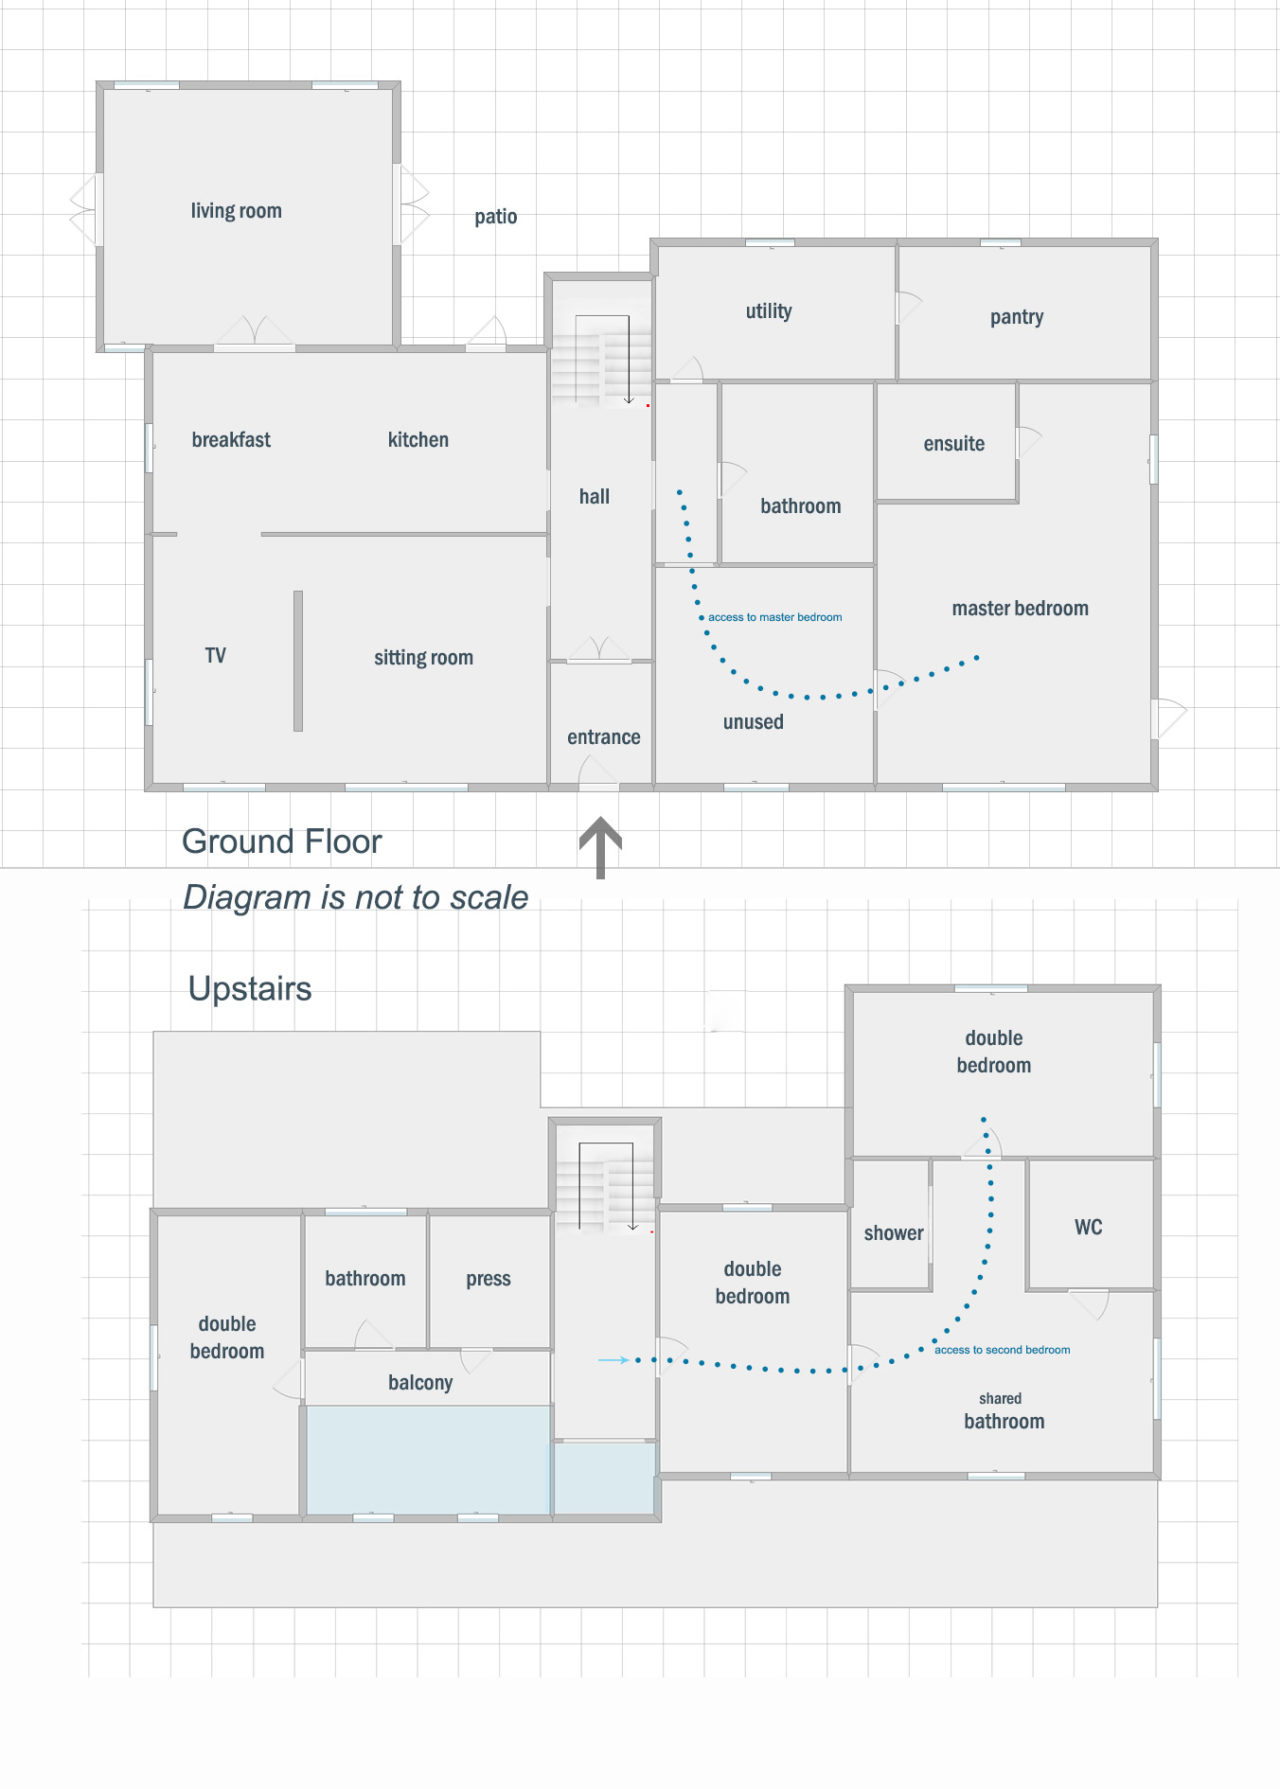 living room
patio
utility
pantry
breakfast
kitchen
ensuite
hall
bathroom
master bedroom
access to master bedroom
TV
sitting room
unused
entrance
Ground Floor
Diagram is not to scale
Upstairs
double
bedroom
shower
WC
bathroom
press
double
bedroom
double
bedroom
access to second bedroom
balcony
shared
bathroom